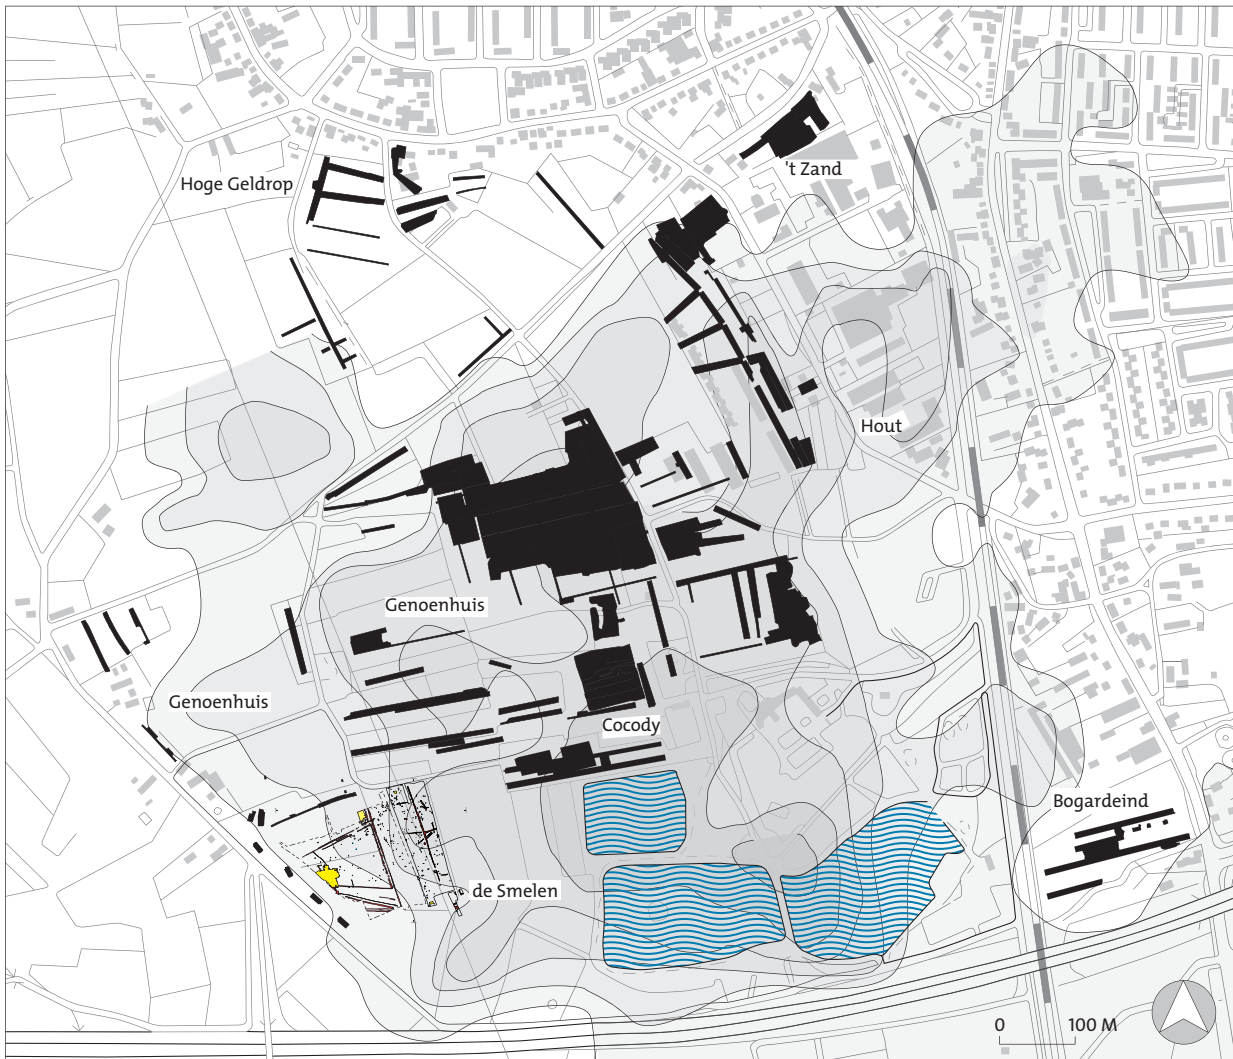 't Zand
Hoge Geldrop
Hout
Genoenhuis
Genoenhuis
Cocody
Bogardeind
de Smelen
0 100 M